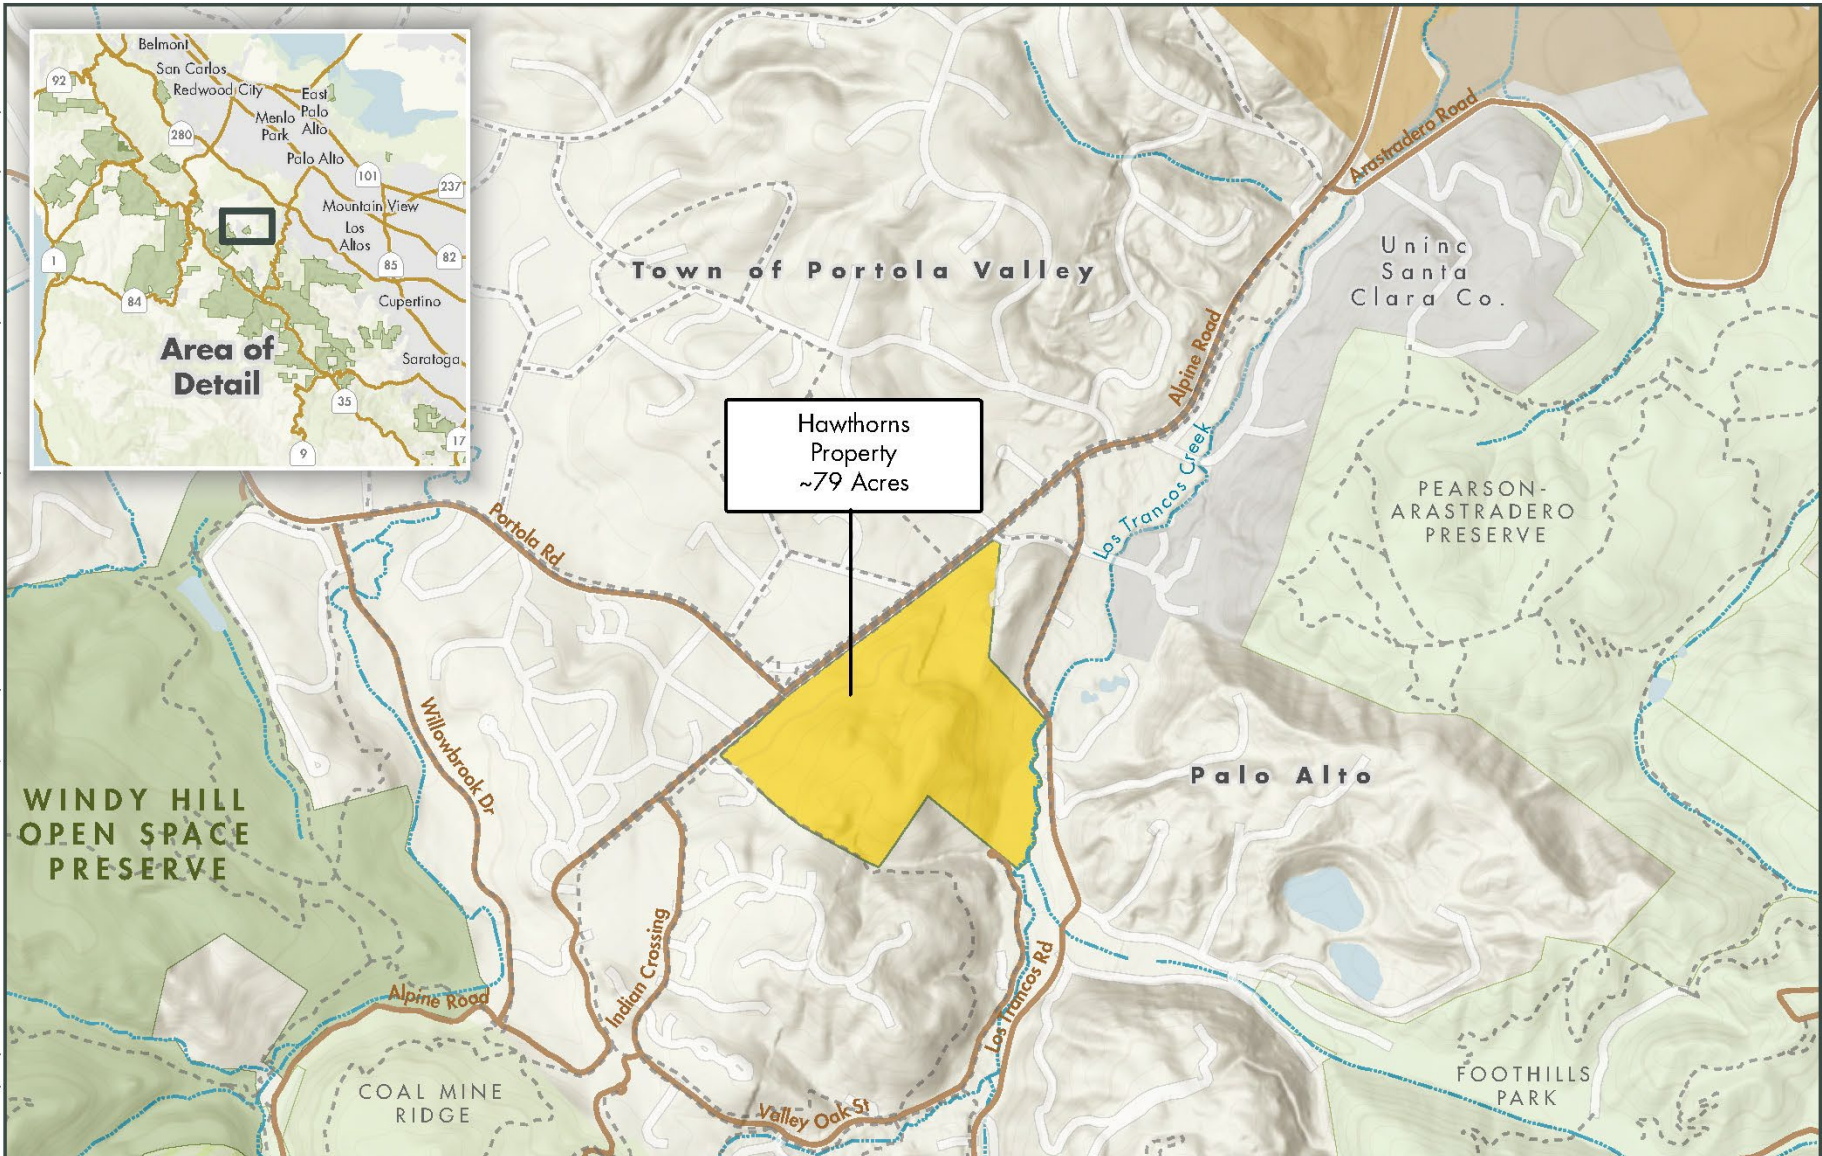 Belmont
San Carlos
Redwood City
92
East
Palo
Alto
Menlo
Park
280
Palo Alto
101
237
Mountain View
Los
Altos
1
85
82
84
Cupertino
Area of
Detail
Saratoga
35
17
9
Arastradero Road
Uninc
Santa
Clara Co.
Town of Portola Valley
Alpine Road
Hawthorns
Property
~79 Acres
Los Trancos Creek
PEARSON-
ARASTRADERO
PRESERVE
Portola Rd
Willowbrook Dr
Palo Alto
WINDY HILL
OPEN SPACE
PRESERVE
Indian Crossing
Los Trancos Rd
Alpine Road
COAL MINE
RIDGE
Valley Oak St
FOOTHILLS
PARK